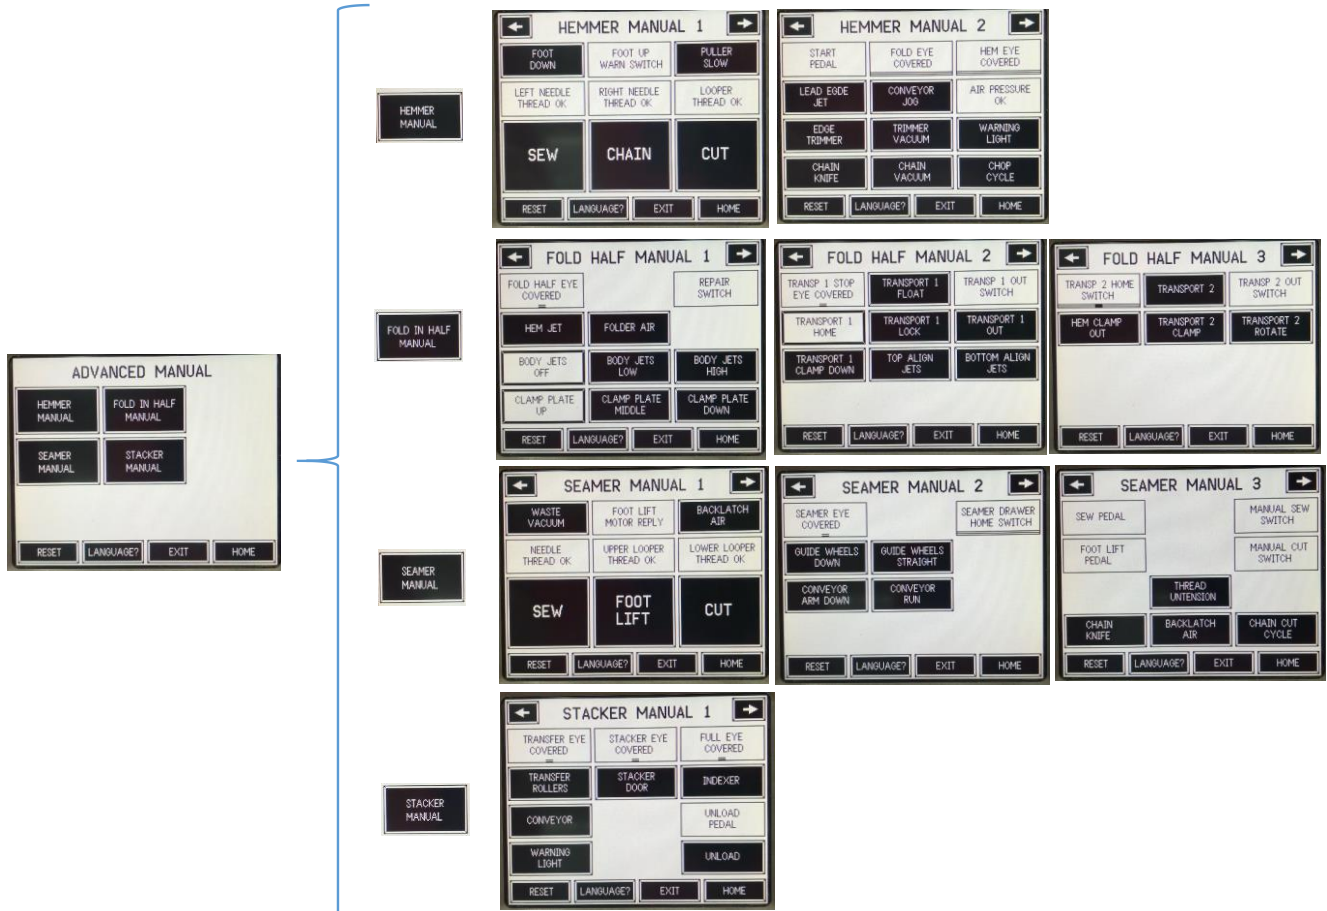 ADVANCED MANUAL
HEMMER
MANUAL
FOLD IN HALF
MANUAL
SEAMER
MANUAL
STACKER
MANUAL
RESET LANGUAGE? EXIT HOME
HEMMER
MANUAL
← HEMMER MANUAL 1 →
FOOT
DOWN
FOOT UP
WARN SWITCH
PULLER
SLOW
LEFT NEEDLE
THREAD OK
RIGHT NEEDLE
THREAD OK
LOOPER
THREAD OK
SEW CHAIN CUT
RESET LANGUAGE? EXIT HOME
← HEMMER MANUAL 2 →
START
PEDAL
FOLD EYE
COVERED
HEM EYE
COVERED
LEAD EGDE
JET
CONVEYOR
JOG
AIR PRESSURE
OK
EDGE
TRIMMER
TRIMMER
VACUUM
WARNING
LIGHT
CHAIN
KNIFE
CHAIN
VACUUM
CHOP
CYCLE
RESET LANGUAGE? EXIT HOME
FOLD IN HALF
MANUAL
← FOLD HALF MANUAL 1 →
FOLD HALF EYE
COVERED
REPAIR
SWITCH
HEM JET FOLDER AIR
BODY JETS
OFF
BODY JETS
LOW
BODY JETS
HIGH
CLAMP PLATE
UP
CLAMP PLATE
MIDDLE
CLAMP PLATE
DOWN
RESET LANGUAGE? EXIT HOME
← FOLD HALF MANUAL 2 →
TRANSP 1 STOP
EYE COVERED
TRANSPORT 1
FLOAT
TRANSP 1 OUT
SWITCH
TRANSPORT 1
HOME
TRANSPORT 1
LOCK
TRANSPORT 1
OUT
TRANSPORT 1
CLAMP DOWN
TOP ALIGN
JETS
BOTTOM ALIGN
JETS
RESET LANGUAGE? EXIT HOME
← FOLD HALF MANUAL 3 →
TRANSP 2 HOME
SWITCH
TRANSPORT 2
TRANSP 2 OUT
SWITCH
HEM CLAMP
OUT
TRANSPORT 2
CLAMP
TRANSPORT 2
ROTATE
RESET LANGUAGE? EXIT HOME
SEAMER
MANUAL
← SEAMER MANUAL 1 →
WASTE
VACUUM
FOOT LIFT
MOTOR REPLY
BACKLATCH
AIR
NEEDLE
THREAD OK
UPPER LOOPER
THREAD OK
LOWER LOOPER
THREAD OK
SEW
FOOT
LIFT
CUT
RESET LANGUAGE? EXIT HOME
← SEAMER MANUAL 2 →
SEAMER EYE
COVERED
SEAMER DRAWER
HOME SWITCH
GUIDE WHEELS
DOWN
GUIDE WHEELS
STRAIGHT
CONVEYOR
ARM DOWN
CONVEYOR
RUN
RESET LANGUAGE? EXIT HOME
← SEAMER MANUAL 3 →
SEW PEDAL
MANUAL SEW
SWITCH
FOOT LIFT
PEDAL
MANUAL CUT
SWITCH
THREAD
UNTENSION
CHAIN
KNIFE
BACKLATCH
AIR
CHAIN CUT
CYCLE
RESET LANGUAGE? EXIT HOME
STACKER
MANUAL
← STACKER MANUAL 1 →
TRANSFER EYE
COVERED
STACKER EYE
COVERED
FULL EYE
COVERED
TRANSFER
ROLLERS
STACKER
DOOR
INDEXER
CONVEYOR
UNLOAD
PEDAL
WARNING
LIGHT
UNLOAD
RESET LANGUAGE? EXIT HOME